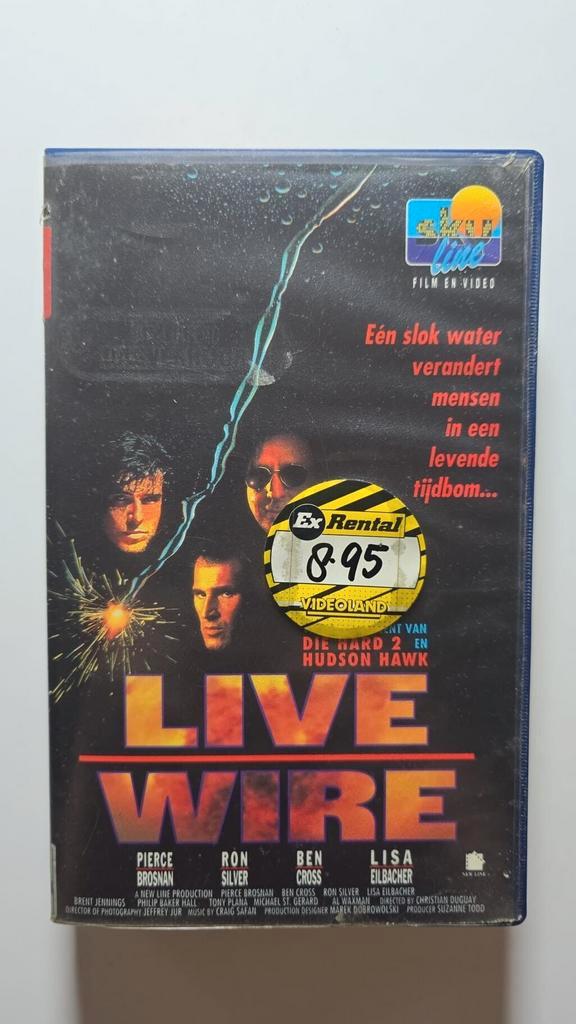 sky
line
FILM EN VIDEO
Eén slok water
verandert
mensen
in een
levende
tijdbom...
Ex Rental
8.95
VIDEOLAND
NT VAN
DIE HARD 2 EN
HUDSON HAWK
LIVE
WIRE
PIERCE BROSNAN RON SILVER BEN CROSS LISA EILBACHER
NEW LINE
A NEW LINE PRODUCTION PIERCE BROSNAN BEN CROSS RON SILVER LISA EILBACHER
BRENT JENNINGS PHILIP BAKER HALL TONY PLANA MICHAEL ST. GERARD AL WAXMAN DIRECTED BY CHRISTIAN DUGUAY
DIRECTOR OF PHOTOGRAPHY JEFFREY JUR MUSIC BY CRAIG SAFAN PRODUCTION DESIGNER MAREK DOBROWOLSKI PRODUCER SUZANNE TODD